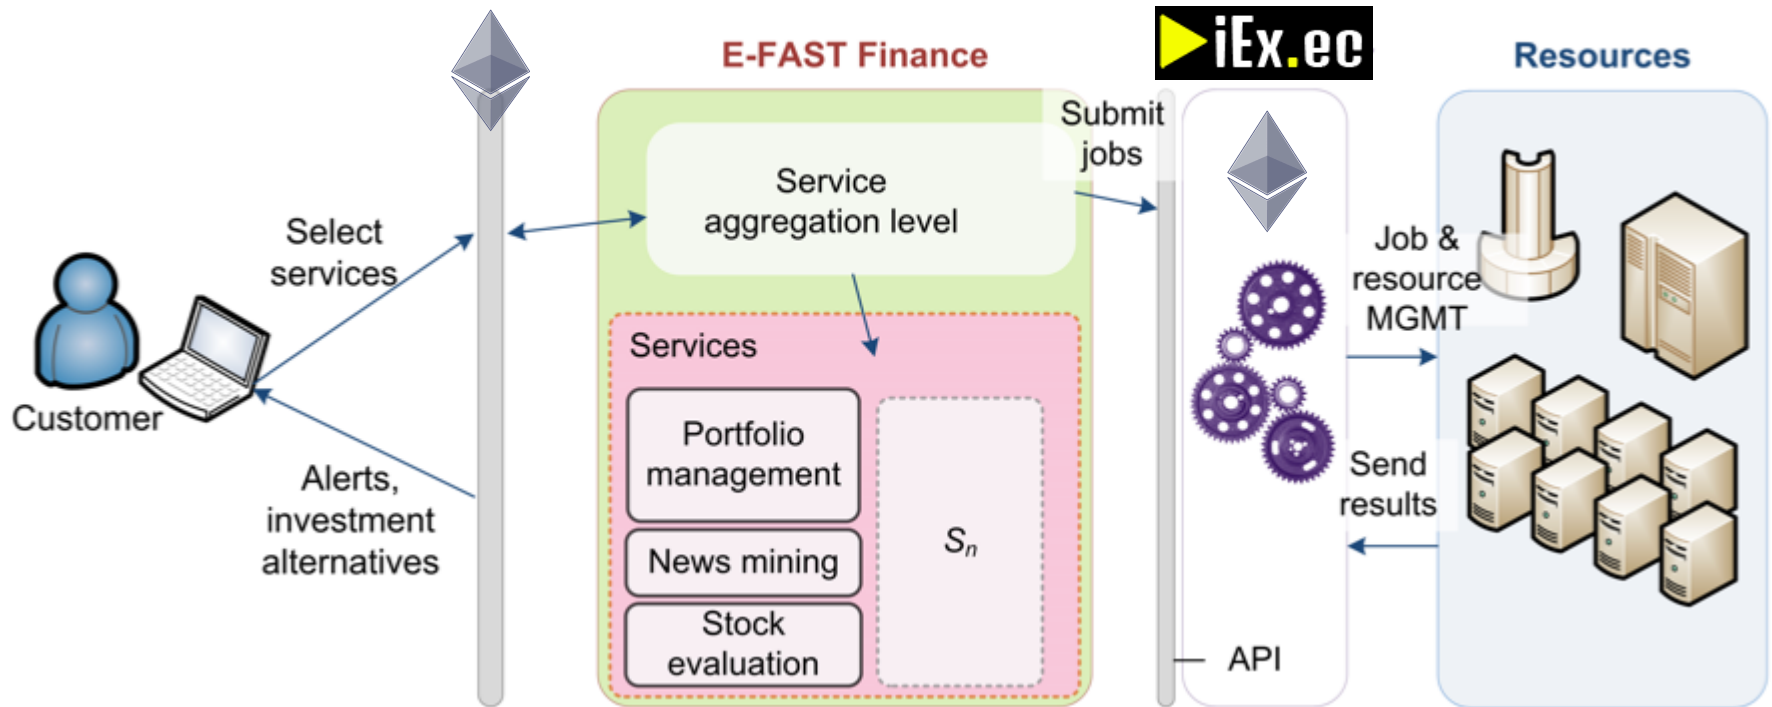 E-FAST Finance
iEx.ec
Resources
Submit
jobs
Service
aggregation level
Select
services
Job &
resource
MGMT
Services
Customer
Portfolio
management
Alerts,
investment
alternatives
Send
results
News mining
Sn
Stock
evaluation
API